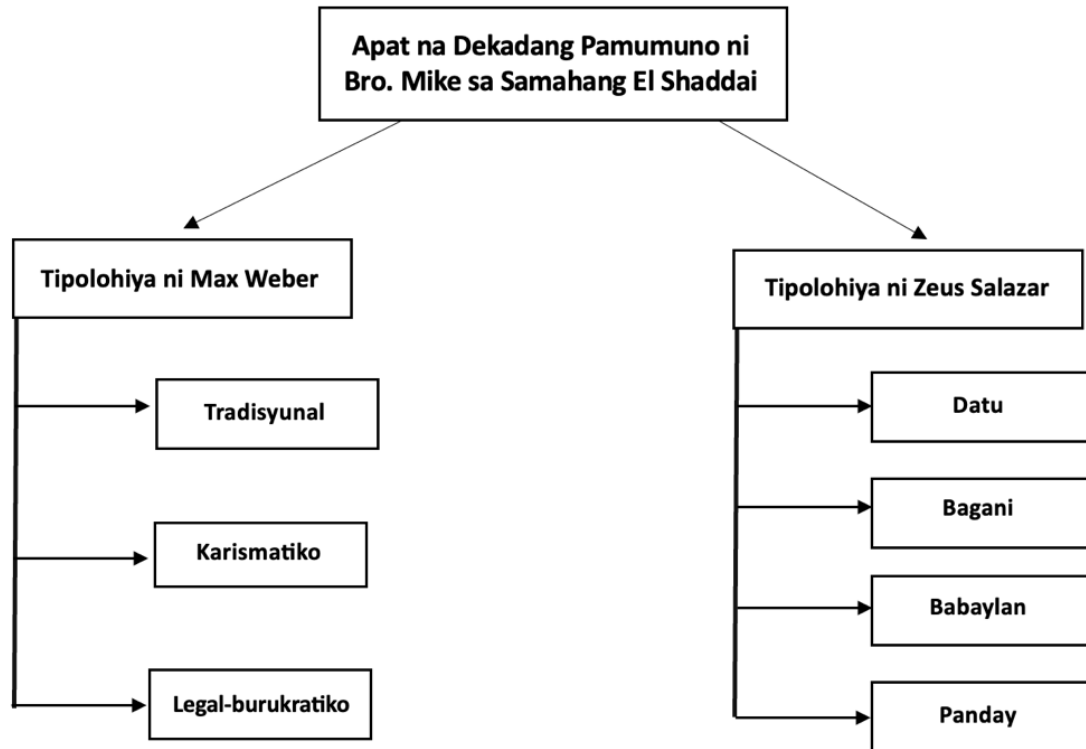 Apat na Dekadang Pamumuno ni
Bro. Mike sa Samahang El Shaddai
Tipolohiya ni Max Weber
Tradisyunal
Karismatiko
Legal-burukratiko
Tipolohiya ni Zeus Salazar
Datu
Bagani
Babaylan
Panday